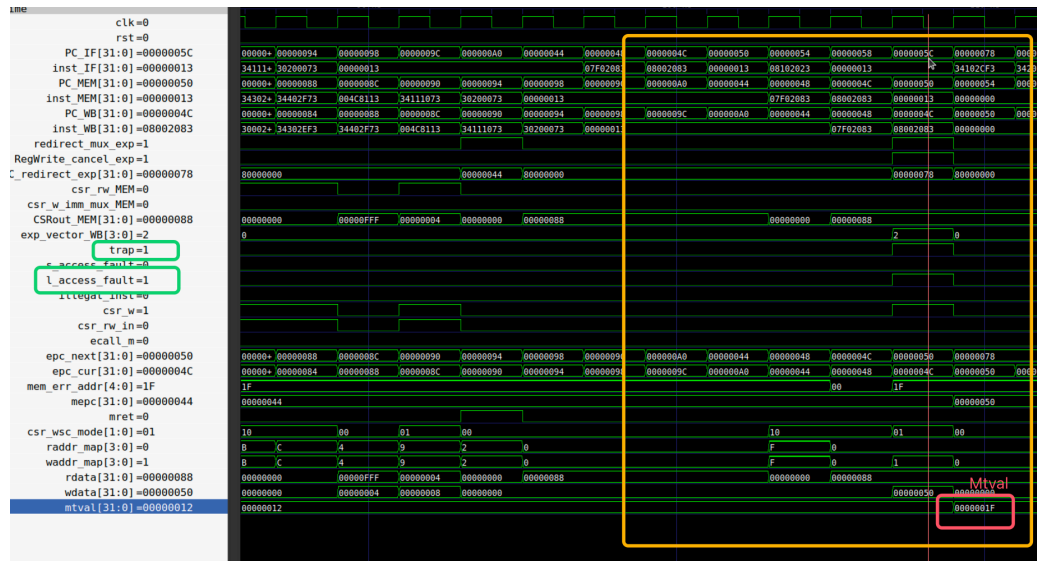 clk=0
rst=0
PC_IF[31:0]=0000005C 00000+ 00000094 00000098 0000009C 000000A0 00000044 00000048 0000004C 00000050 00000054 00000058 0000005C 00000078
inst_IF[31:0]=00000013 34111+ 30200073 00000013 07F02083 08002083 00000013 08102023 00000013 34102CF3
PC_MEM[31:0]=00000050 00000+ 00000088 0000008C 00000090 00000094 00000098 0000009C 000000A0 00000044 00000048 0000004C 00000050 00000054
inst_MEM[31:0]=00000013 34302+ 34402F73 004C8113 34111073 30200073 00000013 07F02083 08002083 00000013 00000000
PC_WB[31:0]=0000004C 00000+ 00000084 00000088 0000008C 00000090 00000094 00000098 0000009C 000000A0 00000044 00000048 0000004C 00000050
inst_WB[31:0]=08002083 30002+ 34302EF3 34402F73 004C8113 34111073 30200073 00000013 07F02083 08002083 00000000
redirect_mux_exp=1
RegWrite_cancel_exp=1
C_redirect_exp[31:0]=00000078 80000000 00000044 80000000 00000078 80000000
csr_rw_MEM=0
csr_w_imm_mux_MEM=0
CSRout_MEM[31:0]=00000088 00000000 00000FFF 00000004 00000000 00000088 00000000 00000088
exp_vector_WB[3:0]=2 0 2 0
trap=1
s_access_fault=0
l_access_fault=1
illegal_inst=0
csr_w=1
csr_rw_in=0
ecall_m=0
epc_next[31:0]=00000050 00000+ 00000088 0000008C 00000090 00000094 00000098 0000009C 000000A0 00000044 00000048 0000004C 00000050 00000078
epc_cur[31:0]=0000004C 00000+ 00000084 00000088 0000008C 00000090 00000094 00000098 0000009C 000000A0 00000044 00000048 0000004C 00000050
mem_err_addr[4:0]=1F 1F 00 1F
mepc[31:0]=00000044 00000044 00000050
mret=0
csr_wsc_mode[1:0]=01 10 00 01 00 10 01 00
raddr_map[3:0]=0 B C 4 9 2 0 F 0
waddr_map[3:0]=1 B C 4 9 2 0 F 0 1 0
rdata[31:0]=00000088 00000000 00000FFF 00000004 00000000 00000088 00000000 00000088
wdata[31:0]=00000050 00000000 00000004 00000008 00000000 00000050 00000000
Mtval
mtval[31:0]=00000012 00000012 0000001F